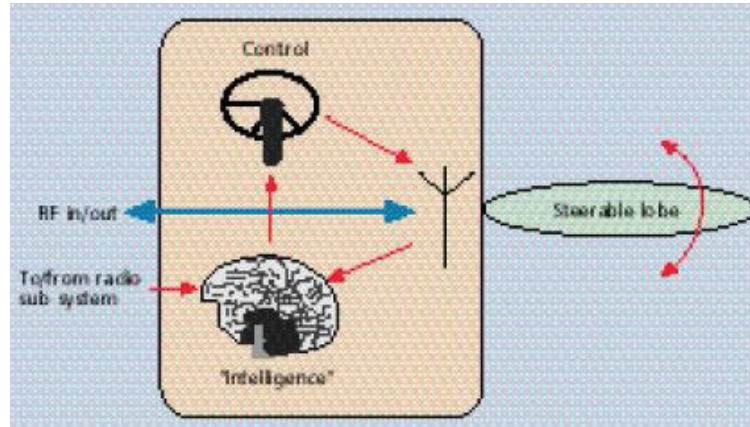 Control
RF in/out
Steerable lobe
To/from radio
sub system
"Intelligence"